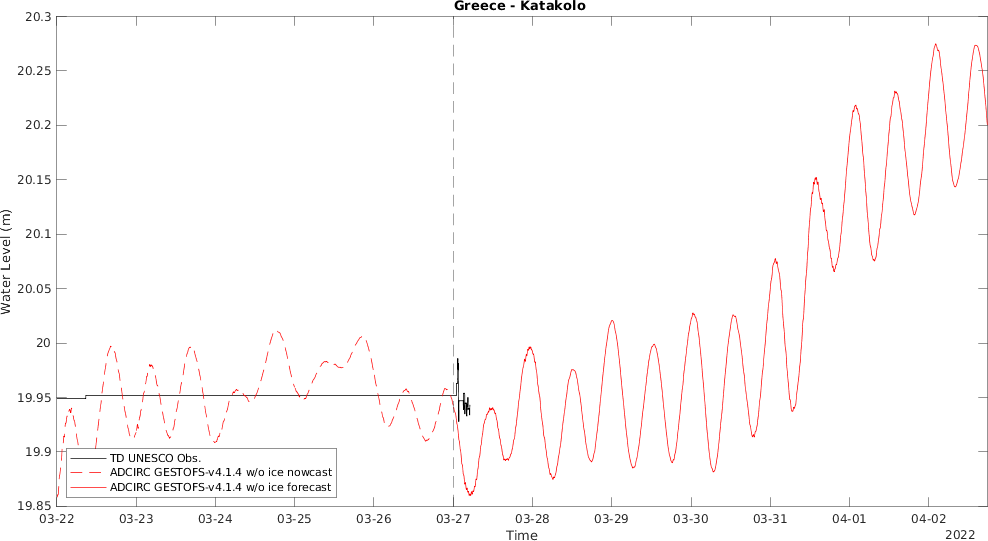 Greece - Katakolo
20.3
20.25
20.2
20.15
20.1
20.05
20
19.95
19.9
19.85
Water Level (m)
TD UNESCO Obs.
ADCIRC GESTOFS-v4.1.4 w/o ice nowcast
ADCIRC GESTOFS-v4.1.4 w/o ice forecast
03-22 03-23 03-24 03-25 03-26 03-27 03-28 03-29 03-30 03-31 04-01 04-02
Time
2022